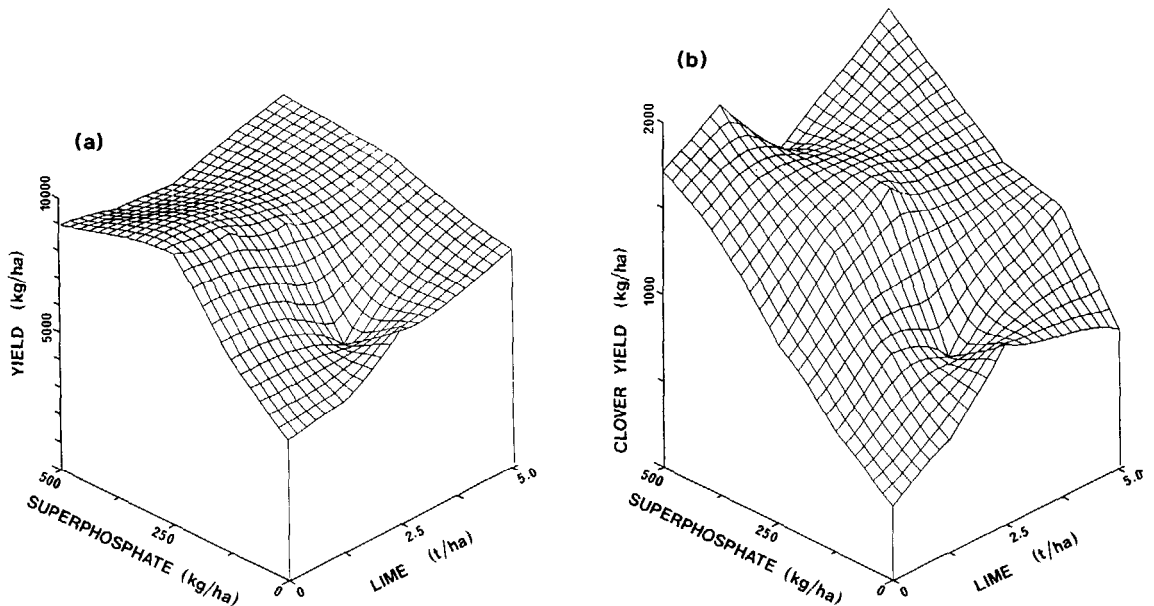 (a)
10000
5000
YIELD (kg/ha)
500
250
0
SUPERPHOSPHATE (kg/ha)
0
2.5
5.0
LIME (t/ha)
(b)
2000
1000
0
CLOVER YIELD (kg/ha)
500
250
0
SUPERPHOSPHATE (kg/ha)
0
2.5
5.0
LIME (t/ha)